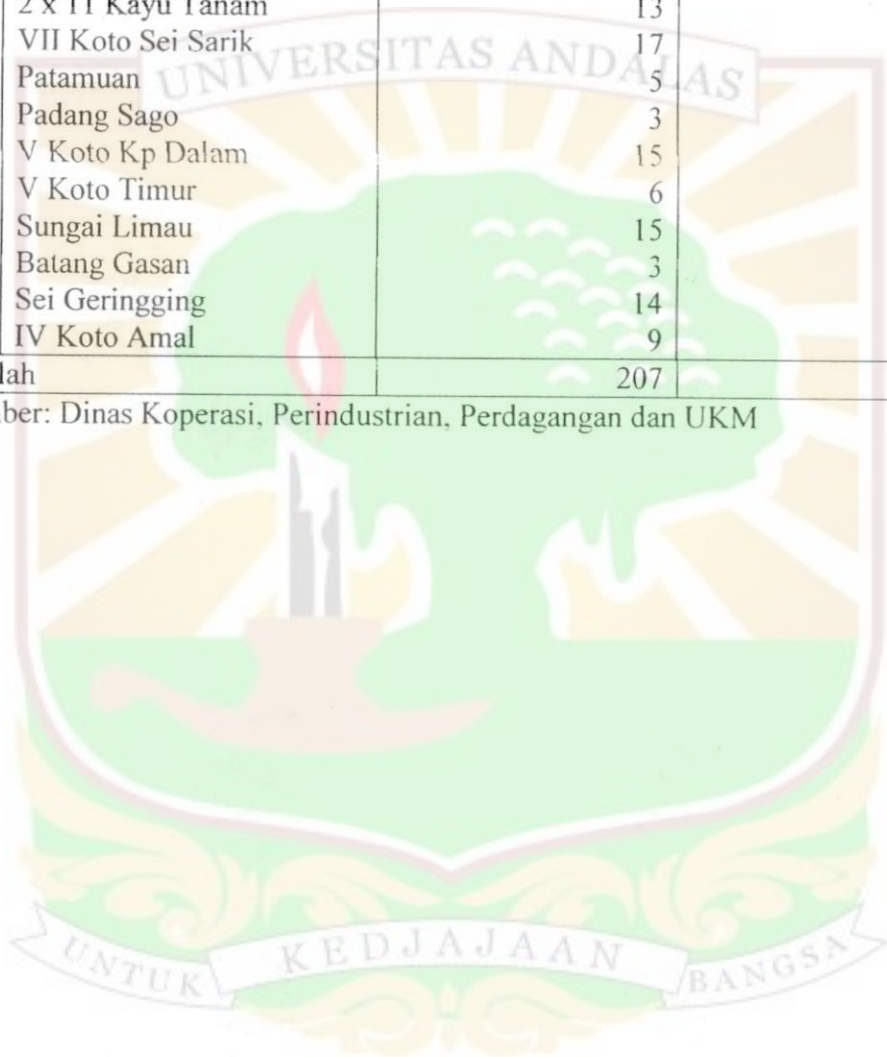 2 x 11 Kayu Tanam 13
VII Koto Sei Sarik 17
Patamuan 5
Padang Sago 3
V Koto Kp Dalam 15
V Koto Timur 6
Sungai Limau 15
Batang Gasan 3
Sei Geringging 14
IV Koto Amal 9
lah 207
ber: Dinas Koperasi, Perindustrian, Perdagangan dan UKM
UNIVERSITAS ANDALAS
UNTUK KEDJAJAAN BANGSA